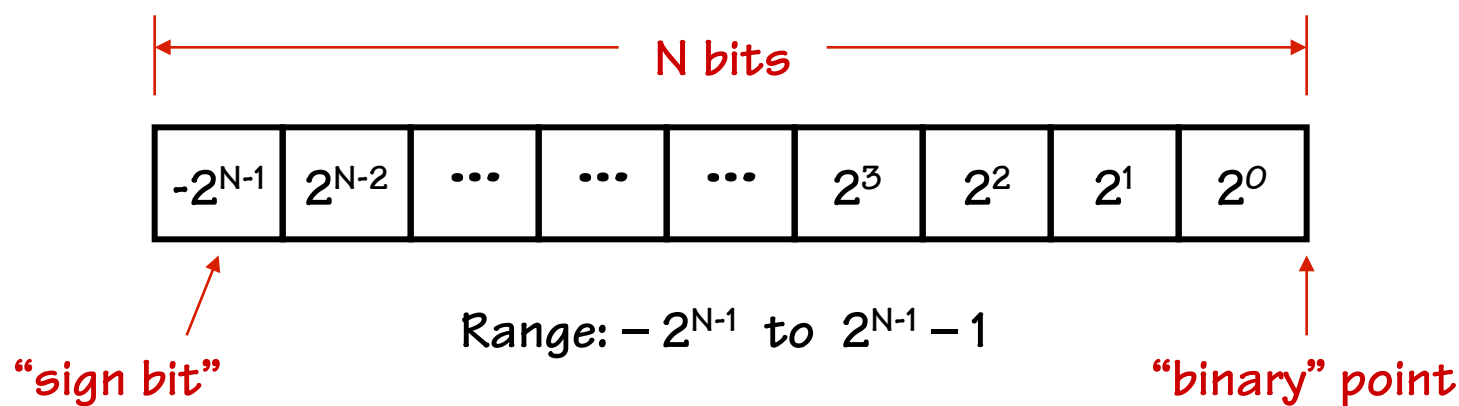 N bits
-2^{N-1} 2^{N-2} ••• ••• ••• 2^3 2^2 2^1 2^0
Range: – 2^{N-1} to 2^{N-1} – 1
“sign bit” “binary” point